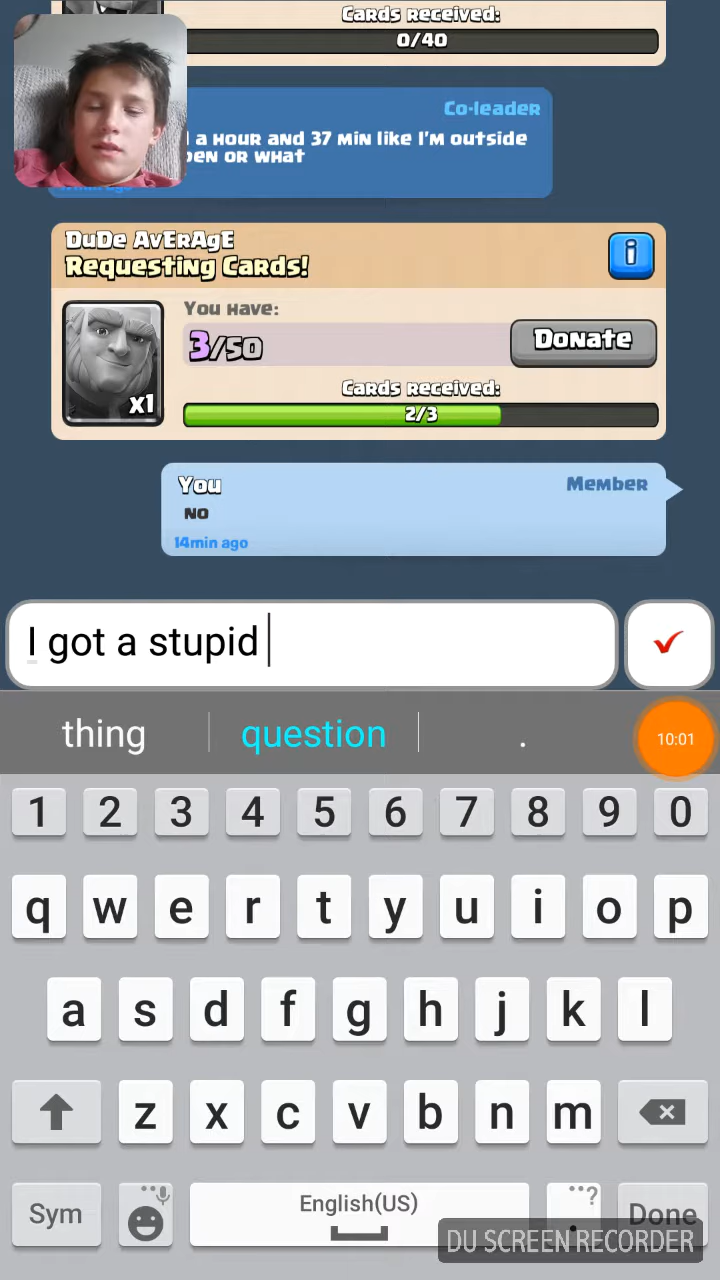 Cards received:
0/40
Co-leader
a hour and 37 min like I'm outside
or what
DuDe AvErAgE
Requesting Cards!
i
You have:
3/50
Donate
x1
Cards received:
2/3
You
Member
NO
14min ago
I got a stupid
thing
question
.
10:01
1 2 3 4 5 6 7 8 9 0
q w e r t y u i o p
a s d f g h j k l
z x c v b n m
Sym
English(US)
?
Done
DU SCREEN RECORDER